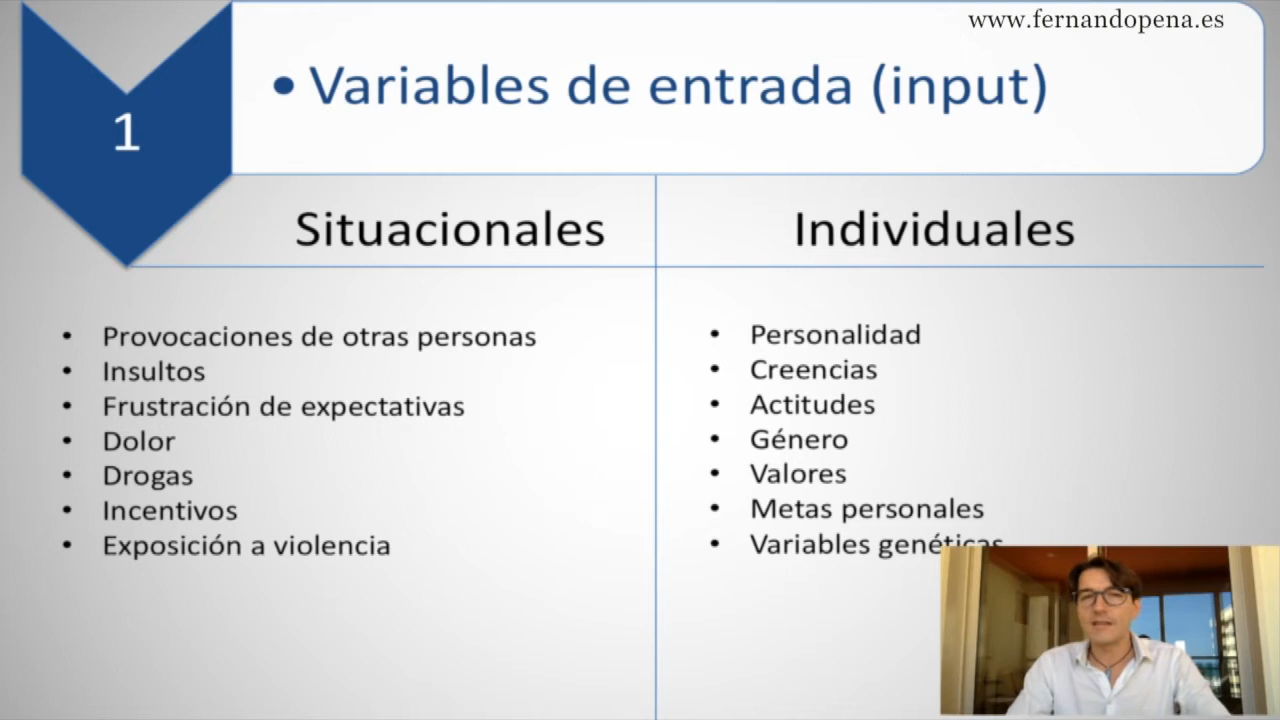 www.fernandopena.es
1
• Variables de entrada (input)
Situacionales
Individuales
• Provocaciones de otras personas
• Insultos
• Frustración de expectativas
• Dolor
• Drogas
• Incentivos
• Exposición a violencia
• Personalidad
• Creencias
• Actitudes
• Género
• Valores
• Metas personales
• Variables genéticas